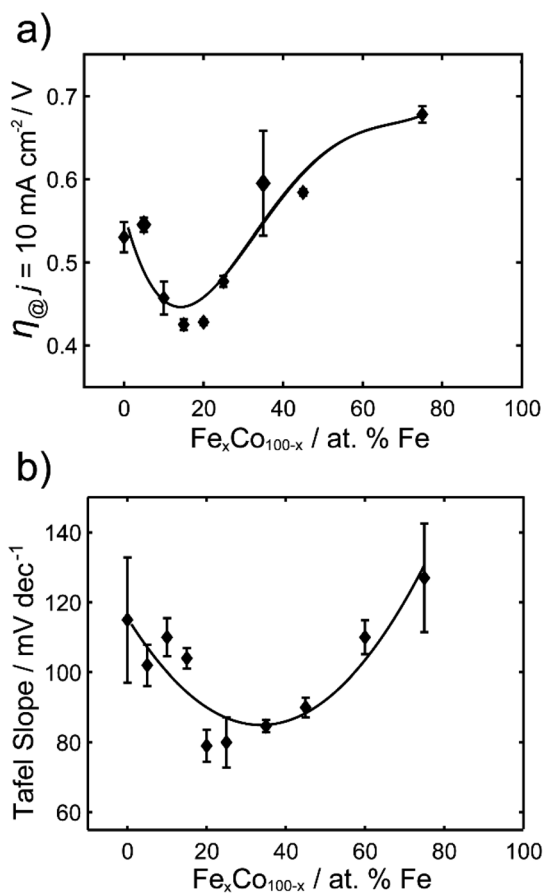 a)
0.7
0.6
0.5
0.4
η@ j = 10 mA cm⁻² / V
0 20 40 60 80 100
FeₓCo₁₀₀₋ₓ / at. % Fe
b)
140
120
100
80
60
Tafel Slope / mV dec⁻¹
0 20 40 60 80 100
FeₓCo₁₀₀₋ₓ / at. % Fe